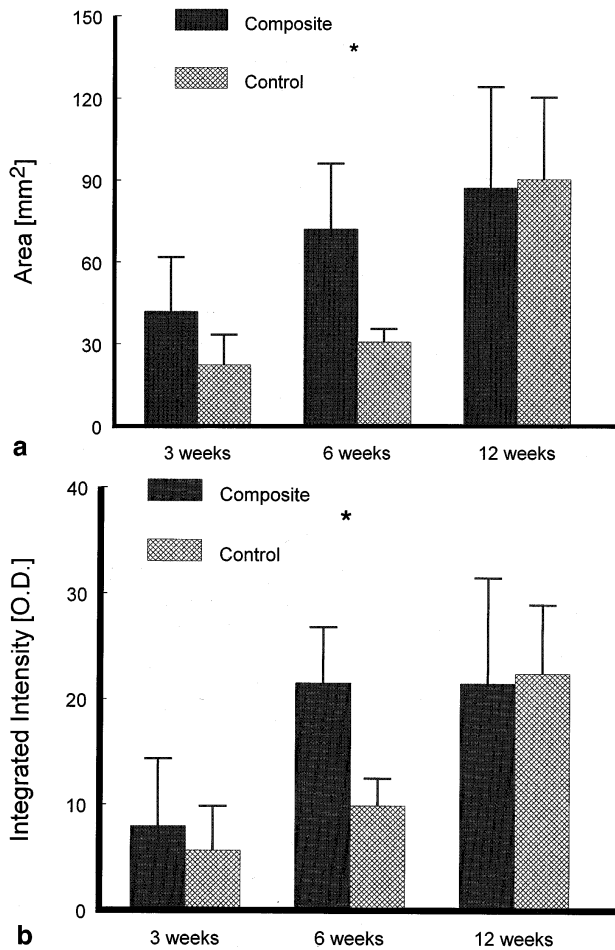 150
Composite
*
120
Control
90
Area [mm2]
60
30
0
a
3 weeks 6 weeks 12 weeks
40
Composite
*
Control
30
Integrated Intensity [O.D.]
20
10
0
b
3 weeks 6 weeks 12 weeks